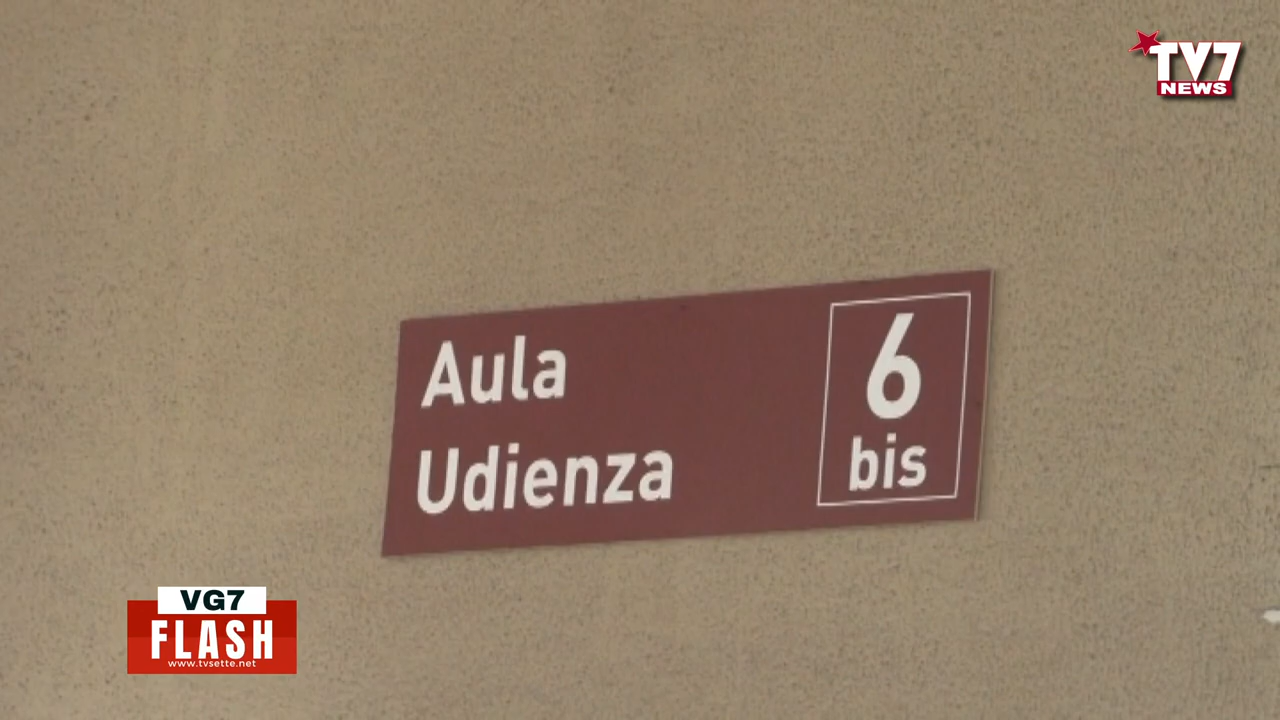 TV7
NEWS
Aula
Udienza
6
bis
VG7
FLASH
www.tvsette.net